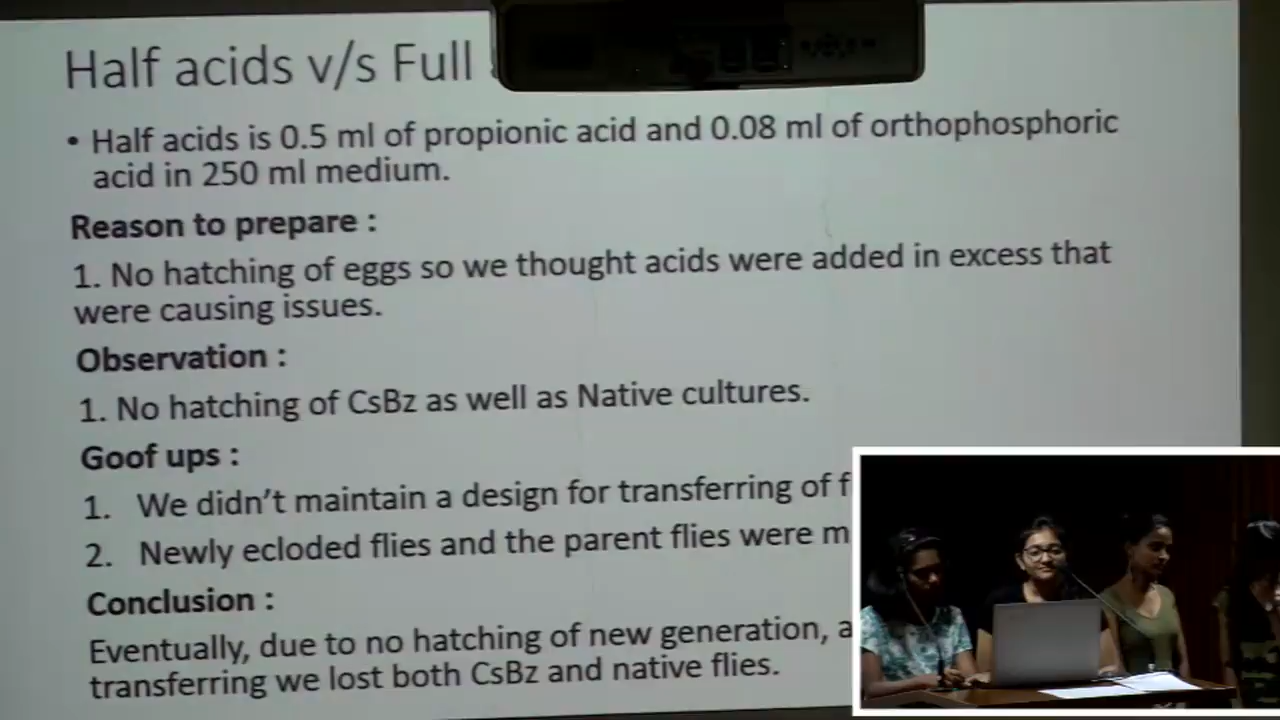 Half acids v/s Full
• Half acids is 0.5 ml of propionic acid and 0.08 ml of orthophosphoric
acid in 250 ml medium.
Reason to prepare :
1. No hatching of eggs so we thought acids were added in excess that
were causing issues.
Observation :
1. No hatching of CsBz as well as Native cultures.
Goof ups :
1. We didn't maintain a design for transferring of
2. Newly ecloded flies and the parent flies were
Conclusion :
Eventually, due to no hatching of new generation,
transferring we lost both CsBz and native flies.